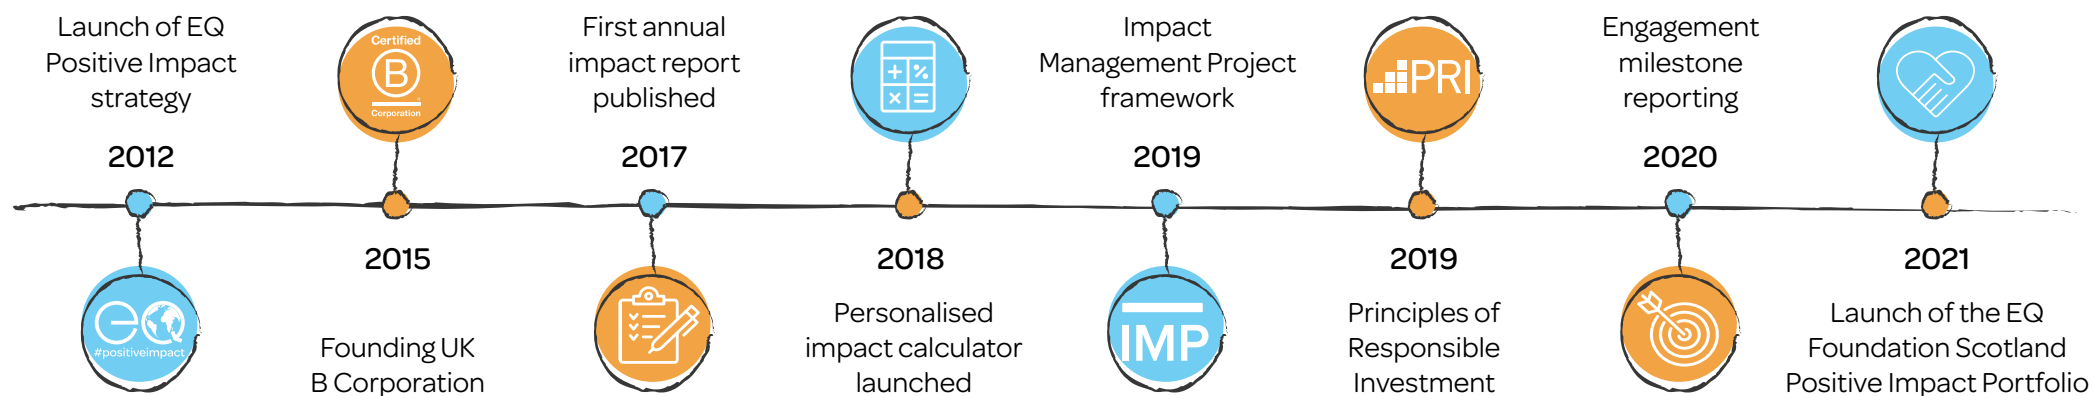 Launch of EQ
Positive Impact
strategy
2012
eQ
#positiveimpact
Certified
B
Corporation
2015
Founding UK
B Corporation
First annual
impact report
published
2017
+ %
× =
2018
Personalised
impact calculator
launched
Impact
Management Project
framework
2019
IMP
PRI
2019
Principles of
Responsible
Investment
Engagement
milestone
reporting
2020
2021
Launch of the EQ
Foundation Scotland
Positive Impact Portfolio